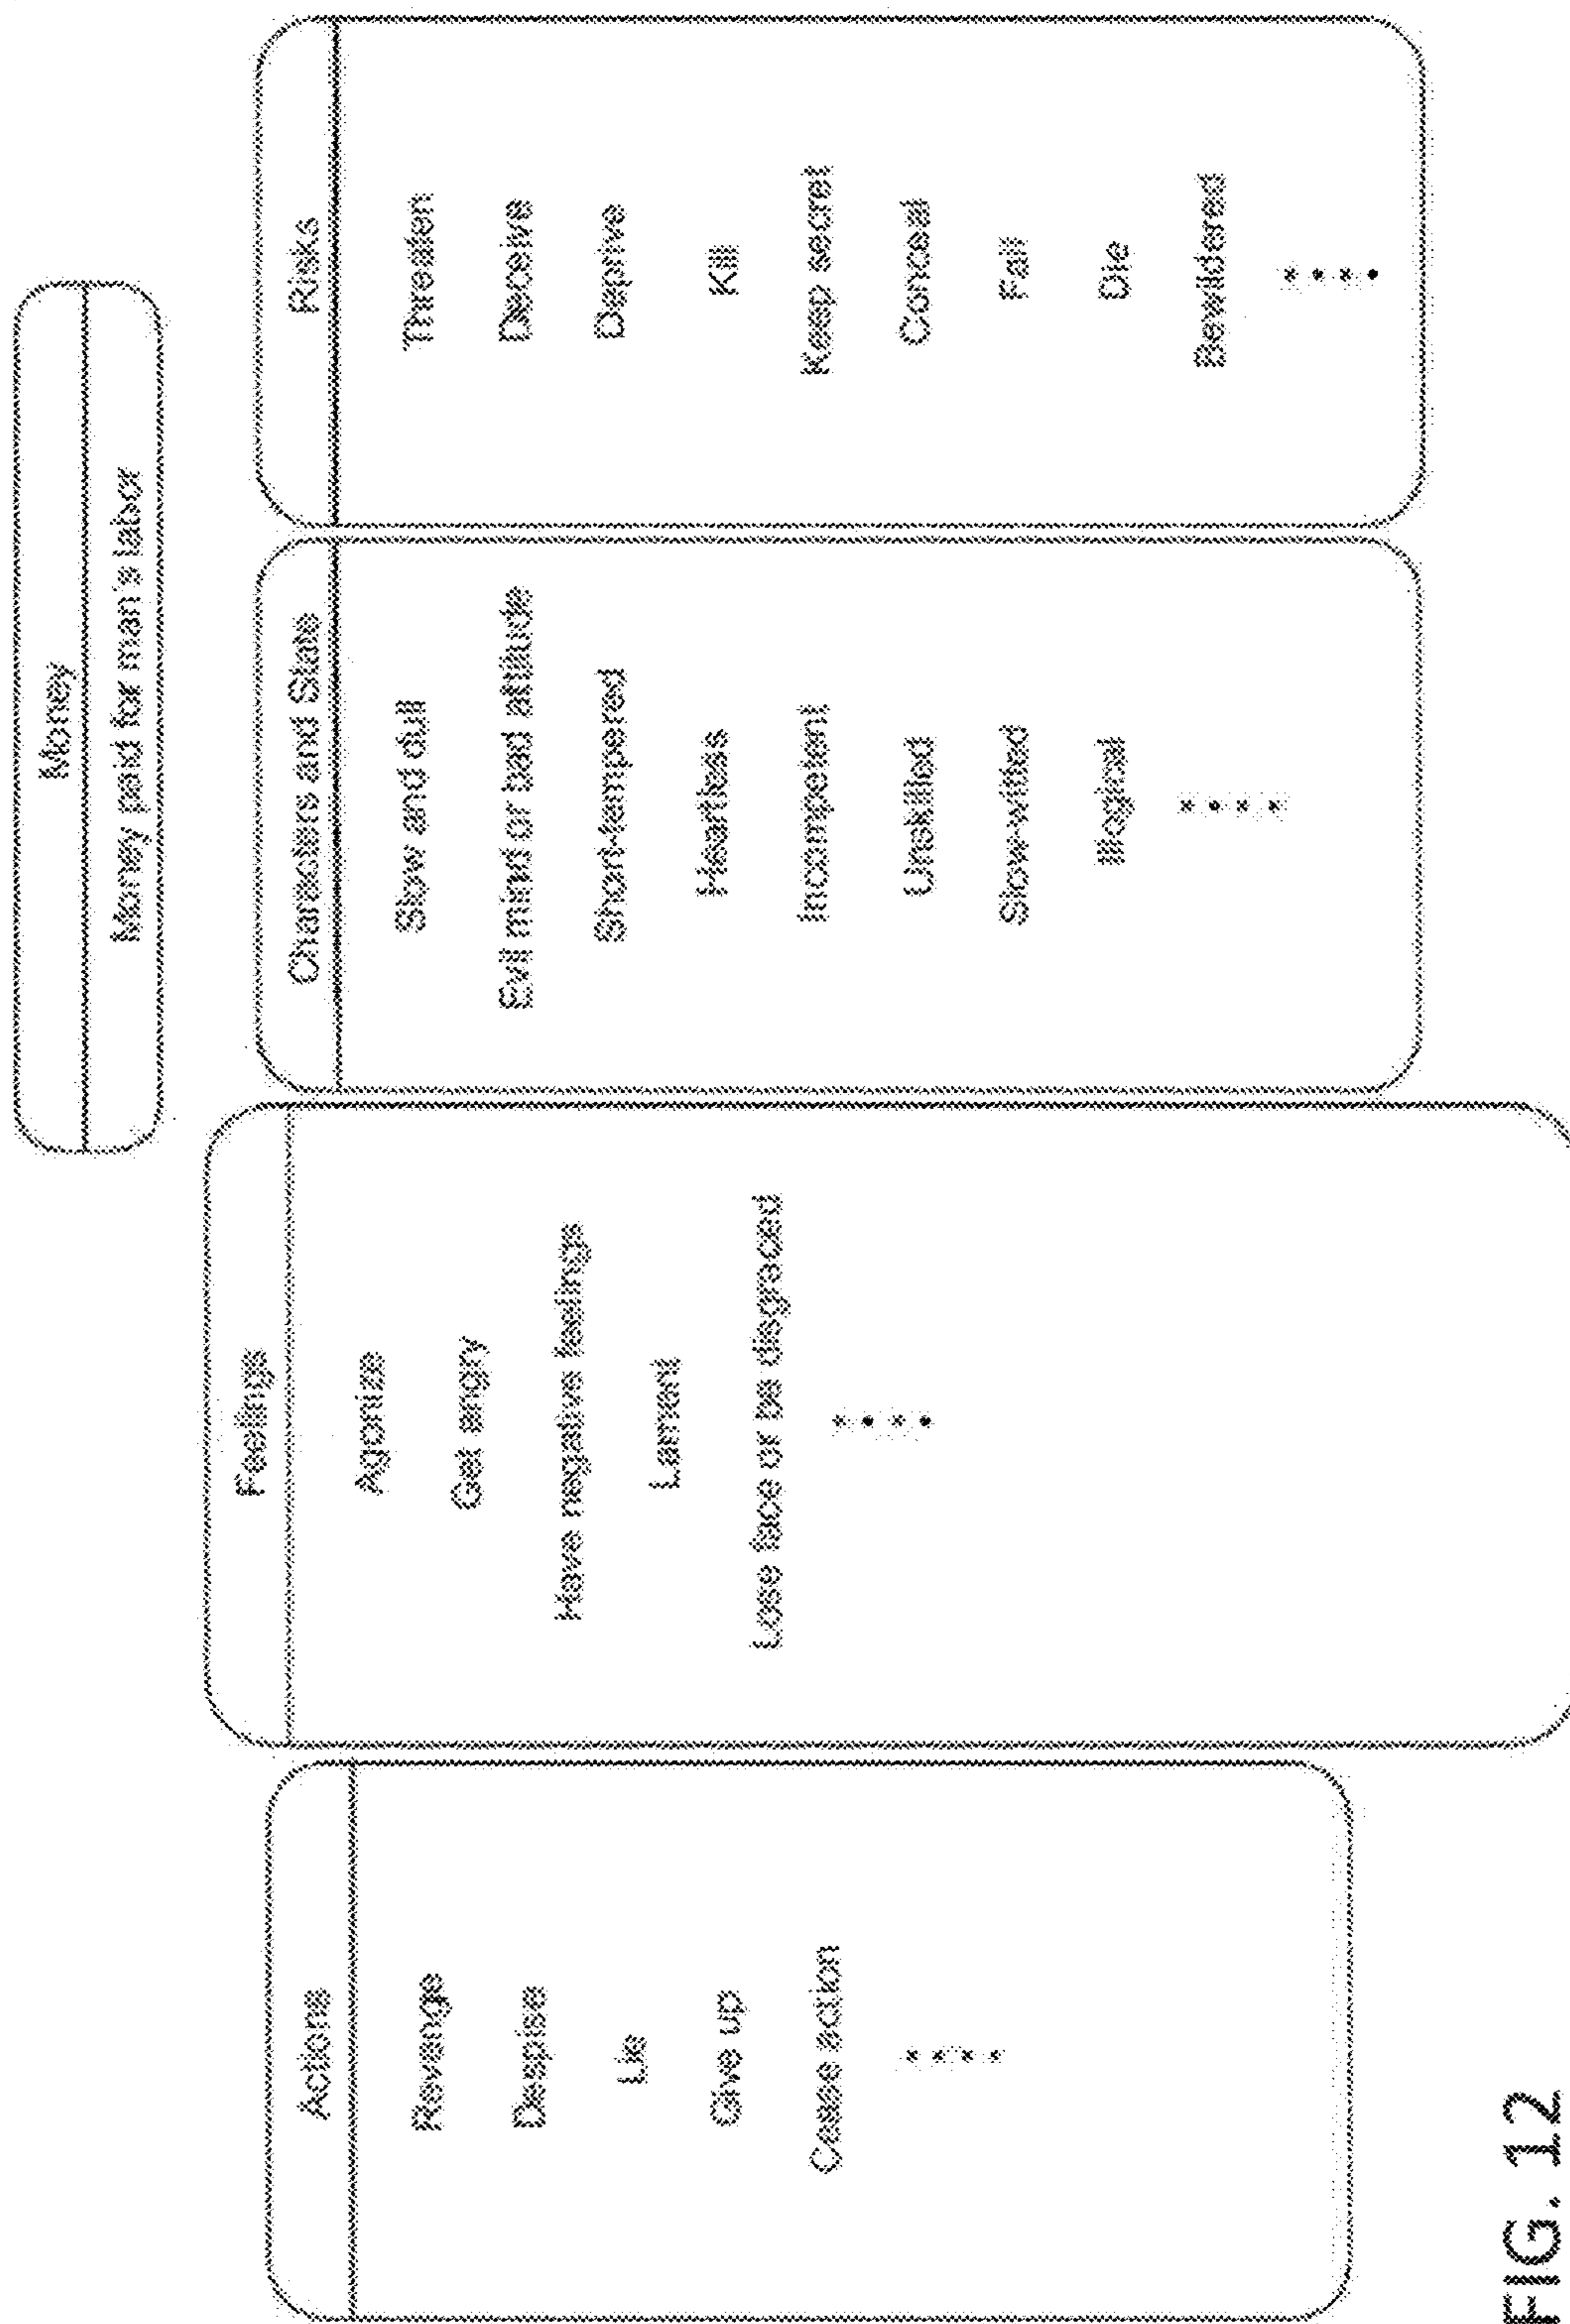 Money
Money paid for man's labor
Actions
Revenge
Despise
Lie
Give up
Cease action
Feelings
Agonize
Get angry
Have negative feelings
Lament
Lose face or be disgraced
Characters and State
Slow and dull
Evil mind or bad attitude
Short-tempered
Heartless
Incompetent
Unskilled
Slow-witted
Illogical
Risks
Threaten
Deceive
Deprive
Kill
Keep secret
Conceal
Fail
Die
Bewildered
FIG. 12